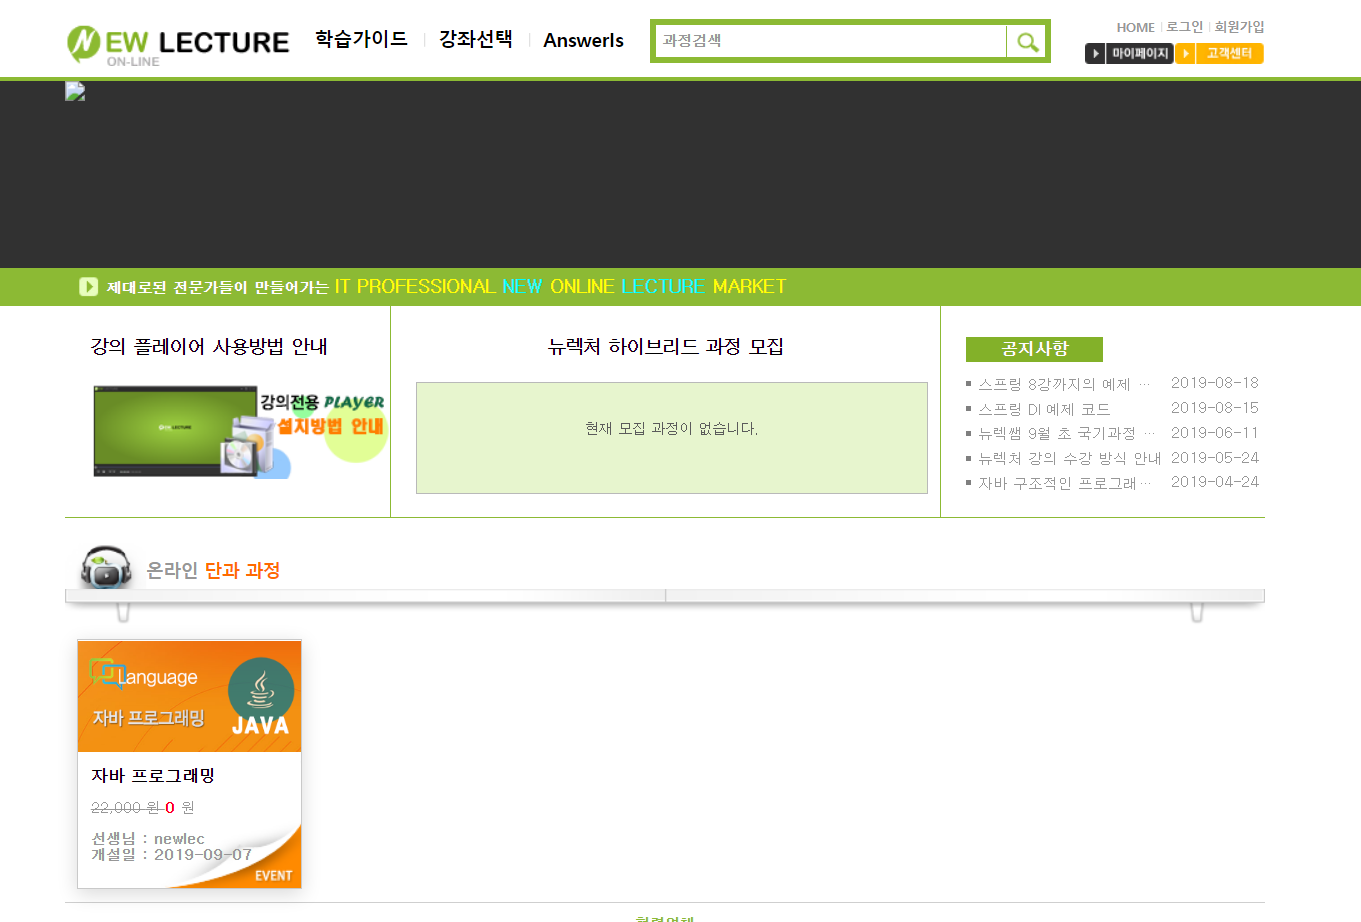 NEW LECTURE
ON-LINE
학습가이드
강좌선택
Answerls
과정검색
HOME 로그인 회원가입
마이페이지
고객센터
제대로된 전문가들이 만들어가는 IT PROFESSIONAL NEW ONLINE LECTURE MARKET
강의 플레이어 사용방법 안내
강의전용 PLAYER
설치방법 안내
NEW LECTURE
뉴렉처 하이브리드 과정 모집
현재 모집 과정이 없습니다.
공지사항
스프링 8강까지의 예제 … 2019-08-18
스프링 DI 예제 코드 2019-08-15
뉴렉쌤 9월 초 국기과정 … 2019-06-11
뉴렉처 강의 수강 방식 안내 2019-05-24
자바 구조적인 프로그래… 2019-04-24
온라인 단과 과정
Language
자바 프로그래밍
JAVA
자바 프로그래밍
22,000 원 0 원
선생님 : newlec
개설일 : 2019-09-07
EVENT